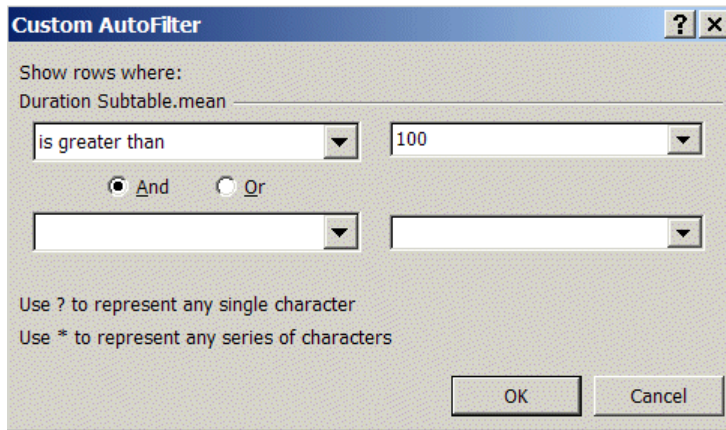 Custom AutoFilter ? X
Show rows where:
Duration Subtable.mean
is greater than 100
And Or
Use ? to represent any single character
Use * to represent any series of characters
OK Cancel